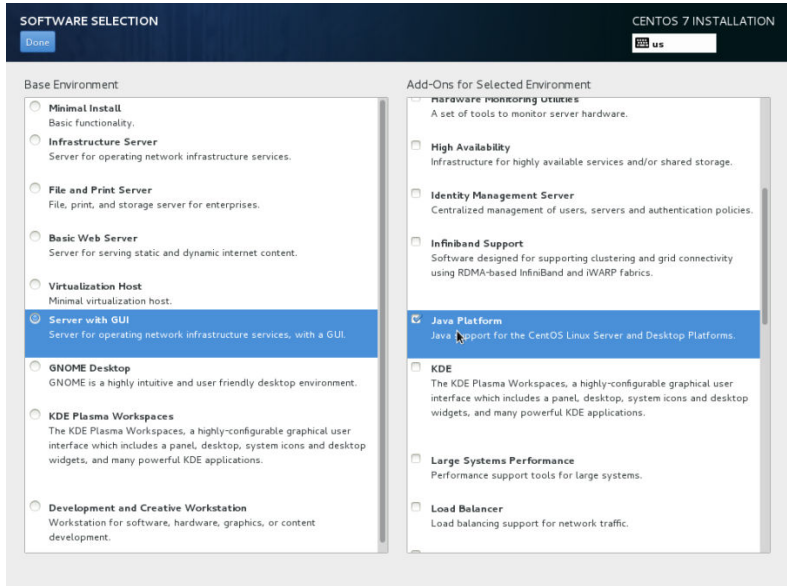 SOFTWARE SELECTION
CENTOS 7 INSTALLATION
Done
us
Base Environment
Minimal Install
Basic functionality.
Infrastructure Server
Server for operating network infrastructure services.
File and Print Server
File, print, and storage server for enterprises.
Basic Web Server
Server for serving static and dynamic internet content.
Virtualization Host
Minimal virtualization host.
Server with GUI
Server for operating network infrastructure services, with a GUI.
GNOME Desktop
GNOME is a highly intuitive and user friendly desktop environment.
KDE Plasma Workspaces
The KDE Plasma Workspaces, a highly-configurable graphical user
interface which includes a panel, desktop, system icons and desktop
widgets, and many powerful KDE applications.
Development and Creative Workstation
Workstation for software, hardware, graphics, or content
development.
Add-Ons for Selected Environment
Hardware Monitoring Utilities
A set of tools to monitor server hardware.
High Availability
Infrastructure for highly available services and/or shared storage.
Identity Management Server
Centralized management of users, servers and authentication policies.
Infiniband Support
Software designed for supporting clustering and grid connectivity
using RDMA-based InfiniBand and iWARP fabrics.
Java Platform
Java support for the CentOS Linux Server and Desktop Platforms.
KDE
The KDE Plasma Workspaces, a highly-configurable graphical user
interface which includes a panel, desktop, system icons and desktop
widgets, and many powerful KDE applications.
Large Systems Performance
Performance support tools for large systems.
Load Balancer
Load balancing support for network traffic.